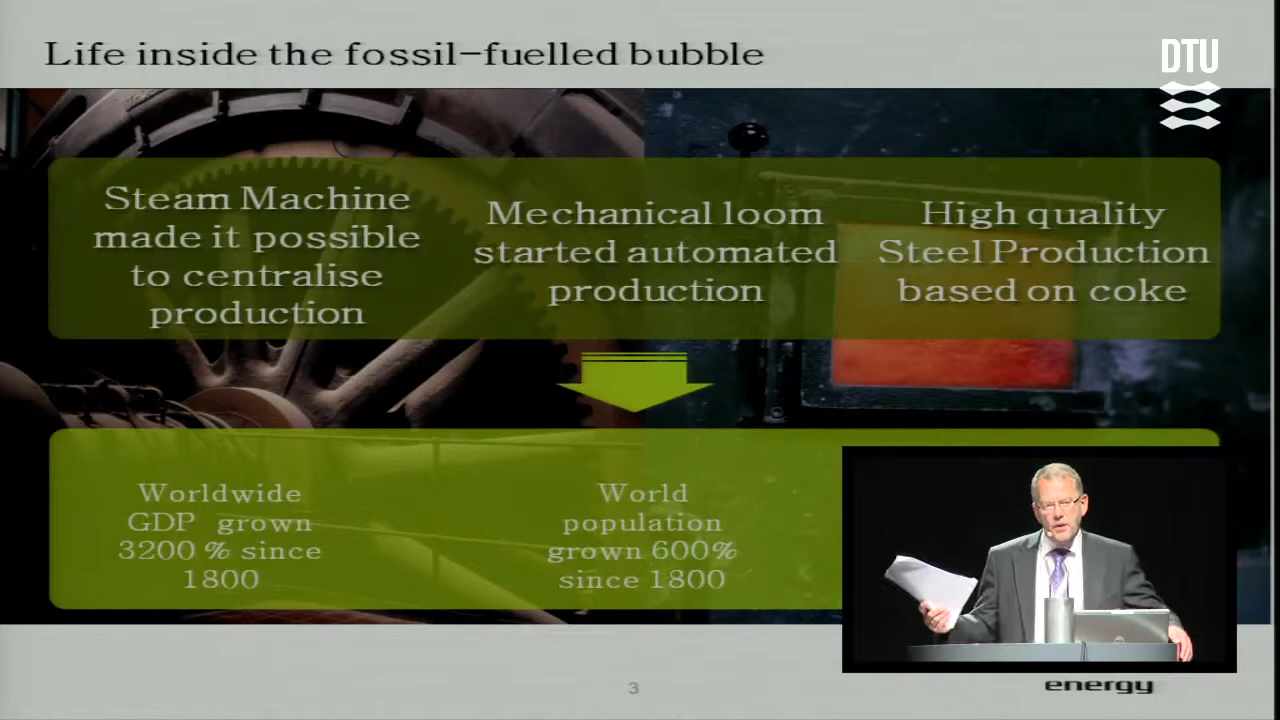 Life inside the fossil-fuelled bubble
DTU
Steam Machine
made it possible
to centralise
production
Mechanical loom
started automated
production
High quality
Steel Production
based on coke
Worldwide
GDP grown
3200 % since
1800
World
population
grown 600%
since 1800
3
energy